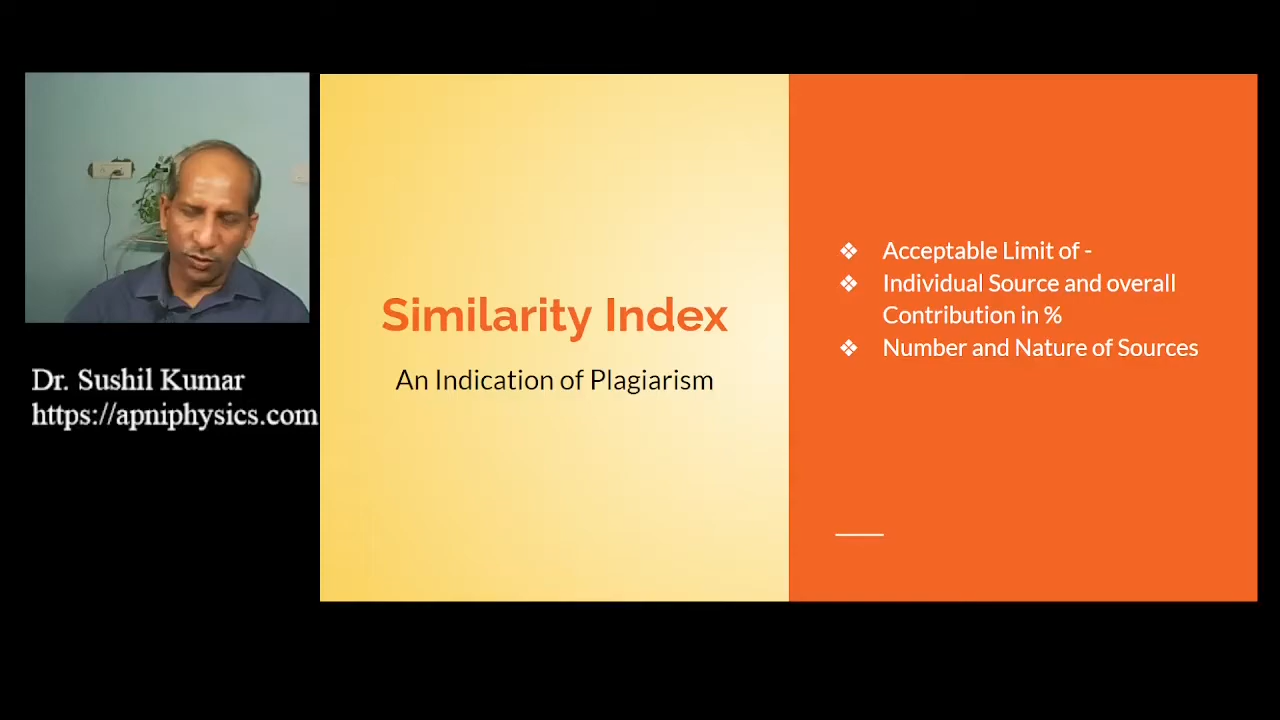 Dr. Sushil Kumar
https://apniphysics.com
Similarity Index
An Indication of Plagiarism
❖ Acceptable Limit of -
❖ Individual Source and overall
Contribution in %
❖ Number and Nature of Sources